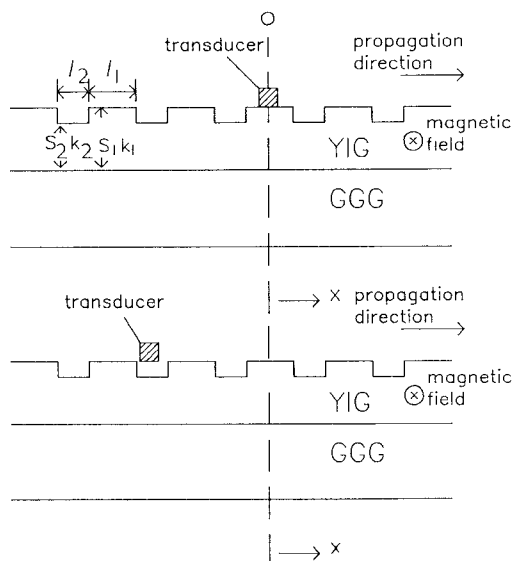 O
transducer
propagation
direction
l2 l1
magnetic
field
S2 k2 S1 k1
YIG
GGG
x
propagation
direction
transducer
magnetic
field
YIG
GGG
x